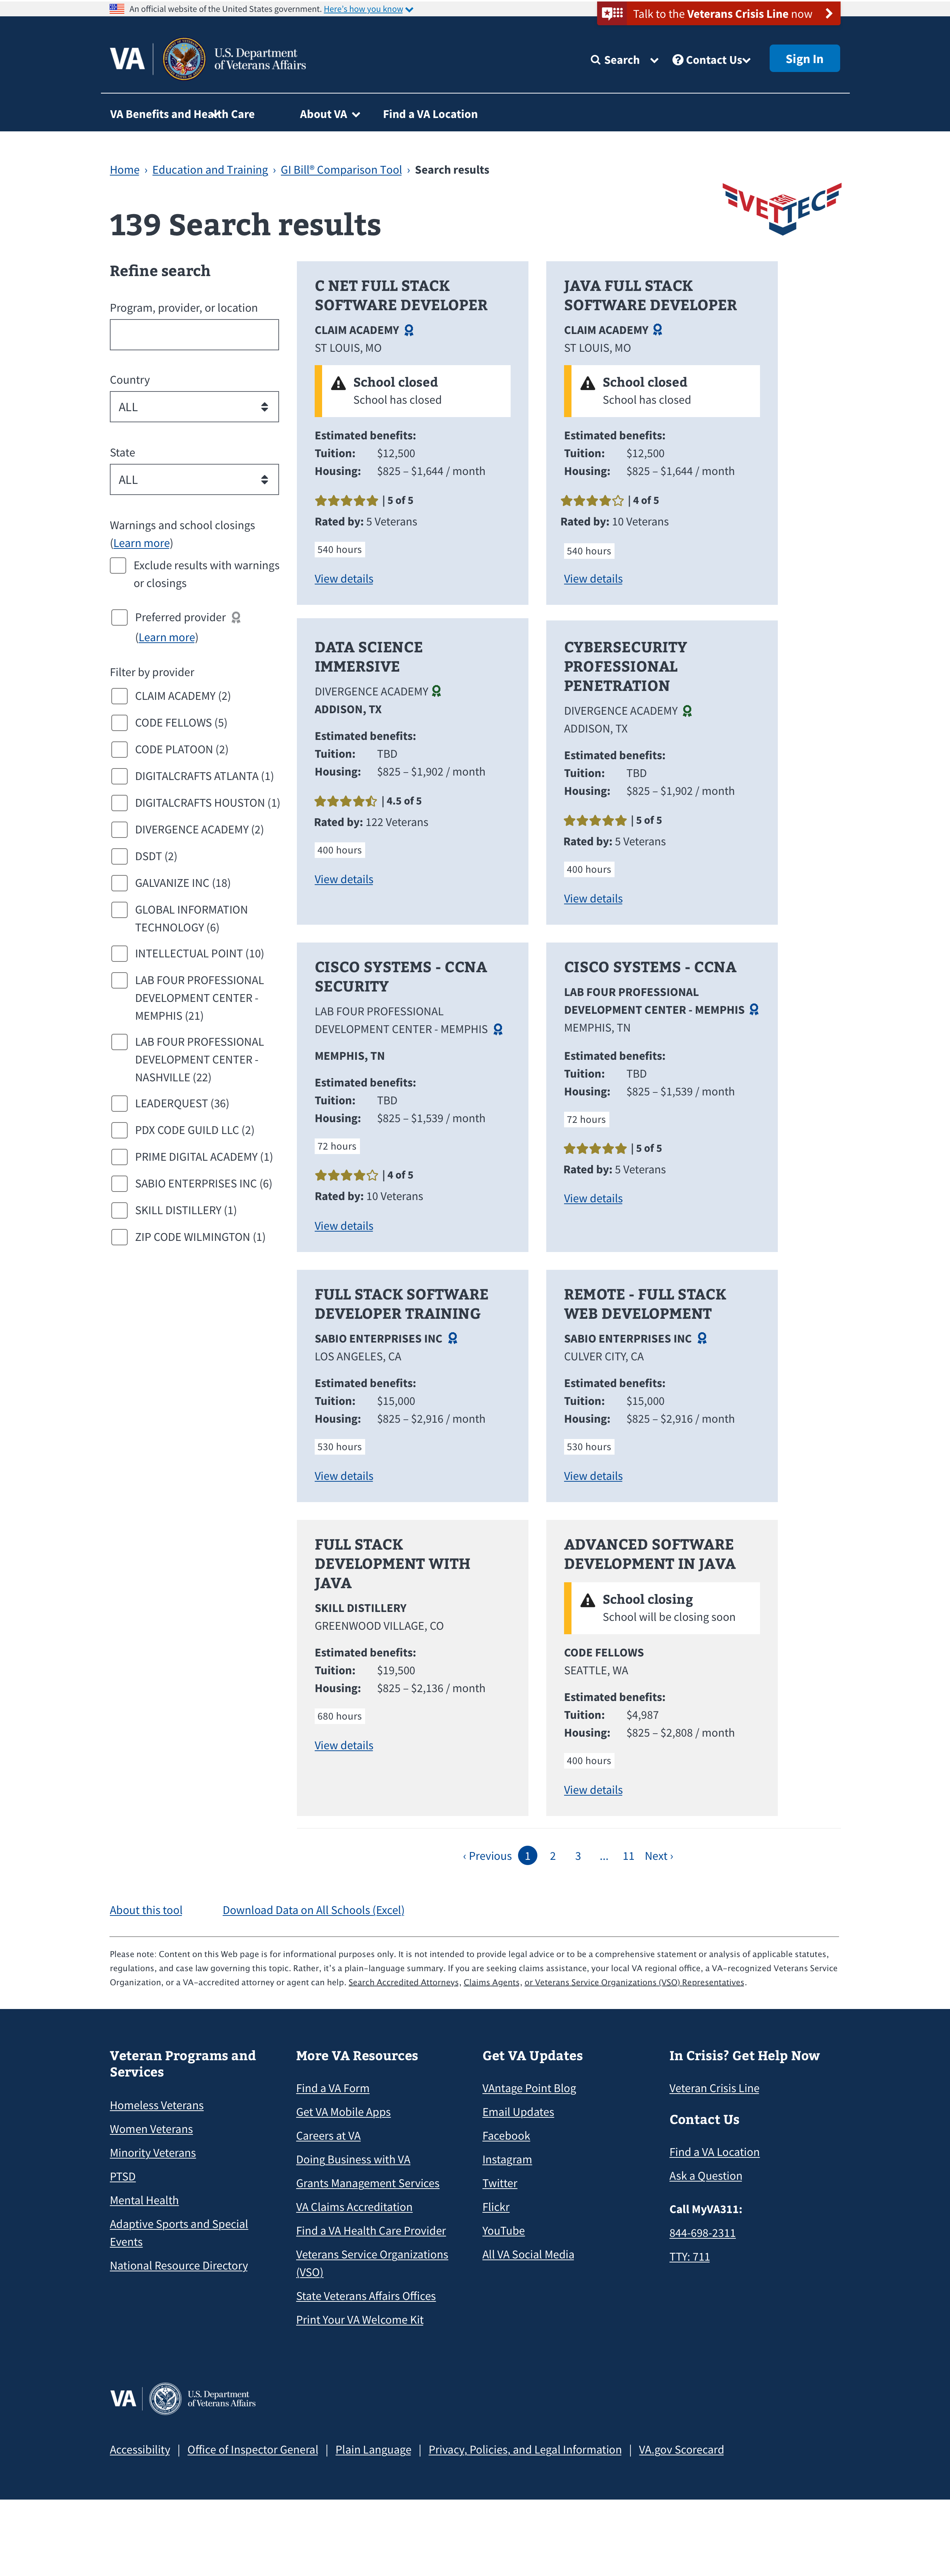 An official website of the United States government. Here's how you know
Talk to the Veterans Crisis Line now
VA
U.S. Department
of Veterans Affairs
Search
Contact Us
Sign In
VA Benefits and Health Care
About VA
Find a VA Location
Home › Education and Training › GI Bill® Comparison Tool › Search results
139 Search results
VET TEC
Refine search
Program, provider, or location
Country
ALL
State
ALL
Warnings and school closings
(Learn more)
Exclude results with warnings
or closings
Preferred provider
(Learn more)
Filter by provider
CLAIM ACADEMY (2)
CODE FELLOWS (5)
CODE PLATOON (2)
DIGITALCRAFTS ATLANTA (1)
DIGITALCRAFTS HOUSTON (1)
DIVERGENCE ACADEMY (2)
DSDT (2)
GALVANIZE INC (18)
GLOBAL INFORMATION
TECHNOLOGY (6)
INTELLECTUAL POINT (10)
LAB FOUR PROFESSIONAL
DEVELOPMENT CENTER -
MEMPHIS (21)
LAB FOUR PROFESSIONAL
DEVELOPMENT CENTER -
NASHVILLE (22)
LEADERQUEST (36)
PDX CODE GUILD LLC (2)
PRIME DIGITAL ACADEMY (1)
SABIO ENTERPRISES INC (6)
SKILL DISTILLERY (1)
ZIP CODE WILMINGTON (1)
C NET FULL STACK
SOFTWARE DEVELOPER
CLAIM ACADEMY
ST LOUIS, MO
School closed
School has closed
Estimated benefits:
Tuition: $12,500
Housing: $825 – $1,644 / month
| 5 of 5
Rated by: 5 Veterans
540 hours
View details
JAVA FULL STACK
SOFTWARE DEVELOPER
CLAIM ACADEMY
ST LOUIS, MO
School closed
School has closed
Estimated benefits:
Tuition: $12,500
Housing: $825 – $1,644 / month
| 4 of 5
Rated by: 10 Veterans
540 hours
View details
DATA SCIENCE
IMMERSIVE
DIVERGENCE ACADEMY
ADDISON, TX
Estimated benefits:
Tuition: TBD
Housing: $825 – $1,902 / month
| 4.5 of 5
Rated by: 122 Veterans
400 hours
View details
CYBERSECURITY
PROFESSIONAL
PENETRATION
DIVERGENCE ACADEMY
ADDISON, TX
Estimated benefits:
Tuition: TBD
Housing: $825 – $1,902 / month
| 5 of 5
Rated by: 5 Veterans
400 hours
View details
CISCO SYSTEMS - CCNA
SECURITY
LAB FOUR PROFESSIONAL
DEVELOPMENT CENTER - MEMPHIS
MEMPHIS, TN
Estimated benefits:
Tuition: TBD
Housing: $825 – $1,539 / month
72 hours
| 4 of 5
Rated by: 10 Veterans
View details
CISCO SYSTEMS - CCNA
LAB FOUR PROFESSIONAL
DEVELOPMENT CENTER - MEMPHIS
MEMPHIS, TN
Estimated benefits:
Tuition: TBD
Housing: $825 – $1,539 / month
72 hours
| 5 of 5
Rated by: 5 Veterans
View details
FULL STACK SOFTWARE
DEVELOPER TRAINING
SABIO ENTERPRISES INC
LOS ANGELES, CA
Estimated benefits:
Tuition: $15,000
Housing: $825 – $2,916 / month
530 hours
View details
REMOTE - FULL STACK
WEB DEVELOPMENT
SABIO ENTERPRISES INC
CULVER CITY, CA
Estimated benefits:
Tuition: $15,000
Housing: $825 – $2,916 / month
530 hours
View details
FULL STACK
DEVELOPMENT WITH
JAVA
SKILL DISTILLERY
GREENWOOD VILLAGE, CO
Estimated benefits:
Tuition: $19,500
Housing: $825 – $2,136 / month
680 hours
View details
ADVANCED SOFTWARE
DEVELOPMENT IN JAVA
School closing
School will be closing soon
CODE FELLOWS
SEATTLE, WA
Estimated benefits:
Tuition: $4,987
Housing: $825 – $2,808 / month
400 hours
View details
‹ Previous 1 2 3 ... 11 Next ›
About this tool
Download Data on All Schools (Excel)
Please note: Content on this Web page is for informational purposes only. It is not intended to provide legal advice or to be a comprehensive statement or analysis of applicable statutes,
regulations, and case law governing this topic. Rather, it's a plain-language summary. If you are seeking claims assistance, your local VA regional office, a VA-recognized Veterans Service
Organization, or a VA-accredited attorney or agent can help. Search Accredited Attorneys, Claims Agents, or Veterans Service Organizations (VSO) Representatives.
Veteran Programs and
Services
Homeless Veterans
Women Veterans
Minority Veterans
PTSD
Mental Health
Adaptive Sports and Special
Events
National Resource Directory
More VA Resources
Find a VA Form
Get VA Mobile Apps
Careers at VA
Doing Business with VA
Grants Management Services
VA Claims Accreditation
Find a VA Health Care Provider
Veterans Service Organizations
(VSO)
State Veterans Affairs Offices
Print Your VA Welcome Kit
Get VA Updates
VAntage Point Blog
Email Updates
Facebook
Instagram
Twitter
Flickr
YouTube
All VA Social Media
In Crisis? Get Help Now
Veteran Crisis Line
Contact Us
Find a VA Location
Ask a Question
Call MyVA311:
844-698-2311
TTY: 711
VA
U.S. Department
of Veterans Affairs
Accessibility | Office of Inspector General | Plain Language | Privacy, Policies, and Legal Information | VA.gov Scorecard